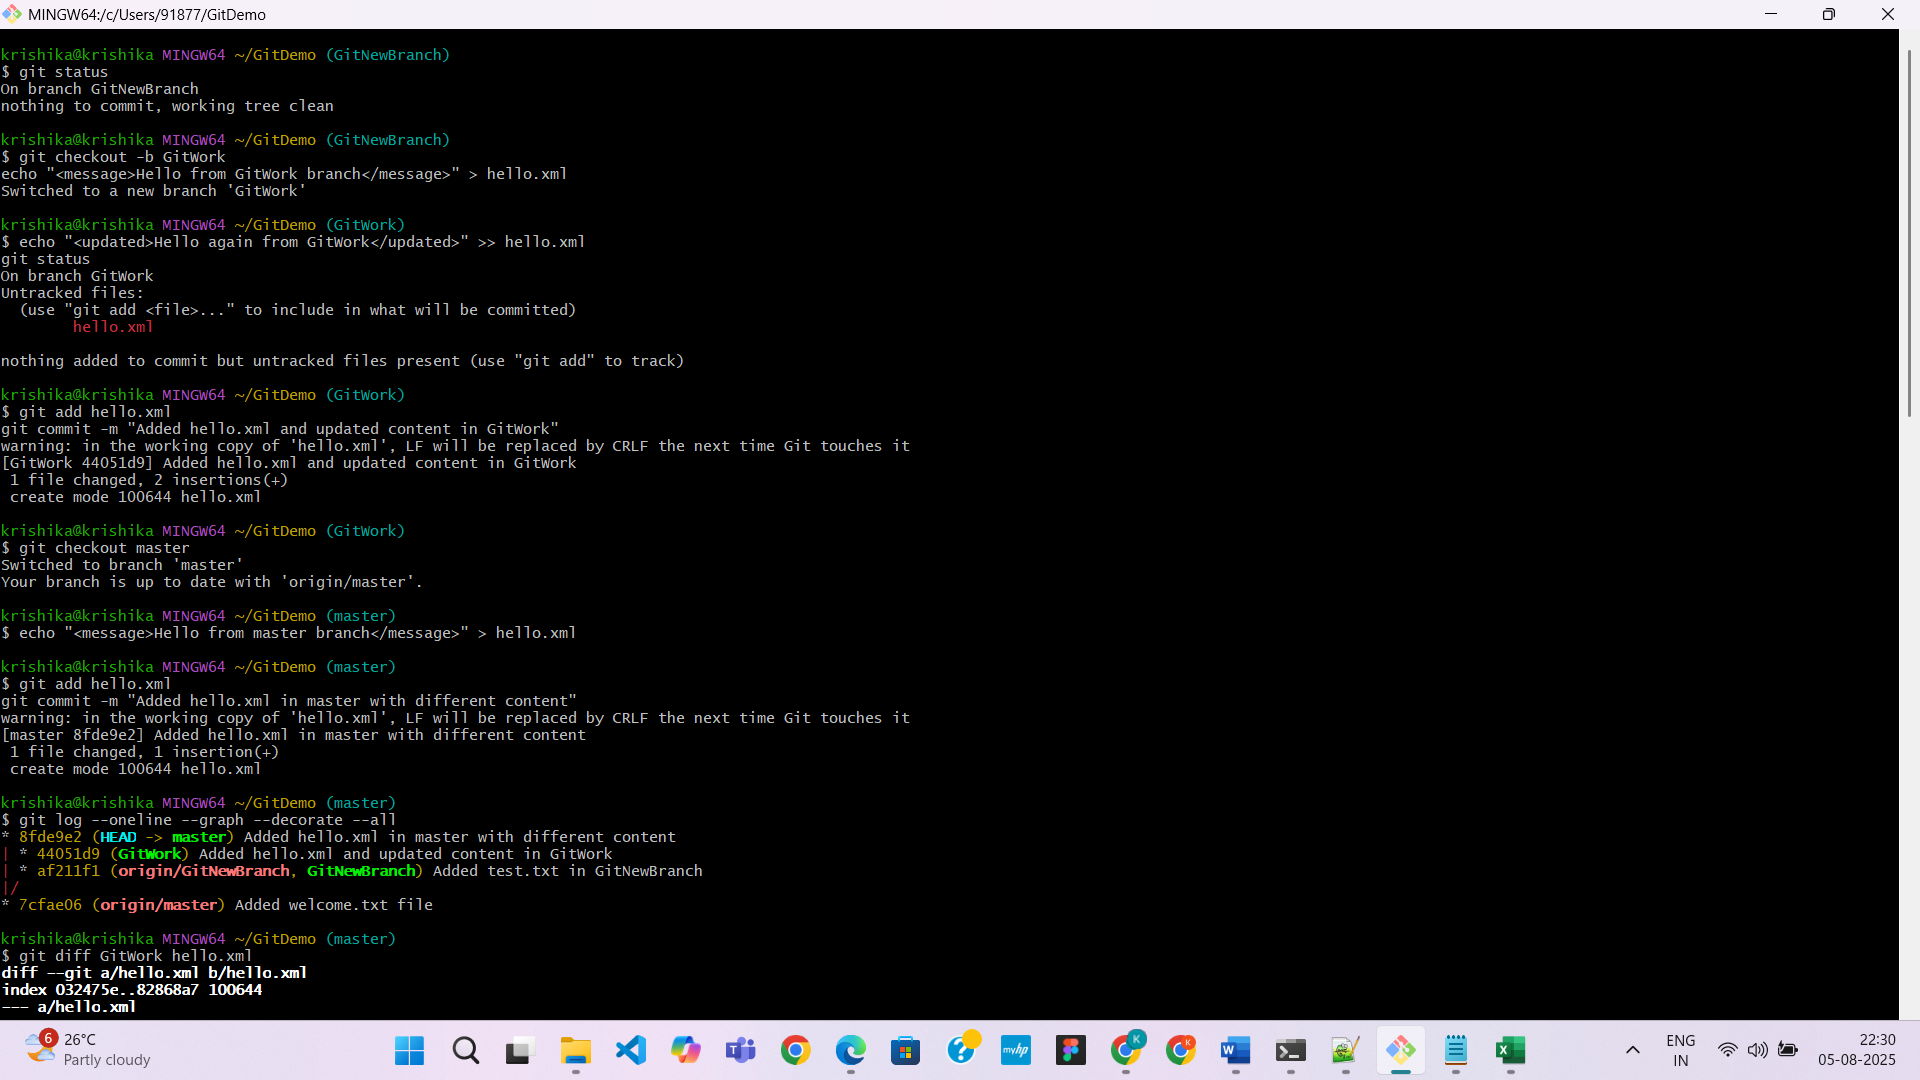 MINGW64:/c/Users/91877/GitDemo
krishika@krishika MINGW64 ~/GitDemo (GitNewBranch)
$ git status
On branch GitNewBranch
nothing to commit, working tree clean
krishika@krishika MINGW64 ~/GitDemo (GitNewBranch)
$ git checkout -b GitWork
echo "<message>Hello from GitWork branch</message>" > hello.xml
Switched to a new branch 'GitWork'
krishika@krishika MINGW64 ~/GitDemo (GitWork)
$ echo "<updated>Hello again from GitWork</updated>" >> hello.xml
git status
On branch GitWork
Untracked files:
  (use "git add <file>..." to include in what will be committed)
        hello.xml
nothing added to commit but untracked files present (use "git add" to track)
krishika@krishika MINGW64 ~/GitDemo (GitWork)
$ git add hello.xml
git commit -m "Added hello.xml and updated content in GitWork"
warning: in the working copy of 'hello.xml', LF will be replaced by CRLF the next time Git touches it
[GitWork 44051d9] Added hello.xml and updated content in GitWork
 1 file changed, 2 insertions(+)
 create mode 100644 hello.xml
krishika@krishika MINGW64 ~/GitDemo (GitWork)
$ git checkout master
Switched to branch 'master'
Your branch is up to date with 'origin/master'.
krishika@krishika MINGW64 ~/GitDemo (master)
$ echo "<message>Hello from master branch</message>" > hello.xml
krishika@krishika MINGW64 ~/GitDemo (master)
$ git add hello.xml
git commit -m "Added hello.xml in master with different content"
warning: in the working copy of 'hello.xml', LF will be replaced by CRLF the next time Git touches it
[master 8fde9e2] Added hello.xml in master with different content
 1 file changed, 1 insertion(+)
 create mode 100644 hello.xml
krishika@krishika MINGW64 ~/GitDemo (master)
$ git log --oneline --graph --decorate --all
* 8fde9e2 (HEAD -> master) Added hello.xml in master with different content
| * 44051d9 (GitWork) Added hello.xml and updated content in GitWork
| * af211f1 (origin/GitNewBranch, GitNewBranch) Added test.txt in GitNewBranch
|/
* 7cfae06 (origin/master) Added welcome.txt file
krishika@krishika MINGW64 ~/GitDemo (master)
$ git diff GitWork hello.xml
diff --git a/hello.xml b/hello.xml
index 032475e..82868a7 100644
--- a/hello.xml
6
26°C
Partly cloudy
myhp
K
K
ENG
IN
22:30
05-08-2025